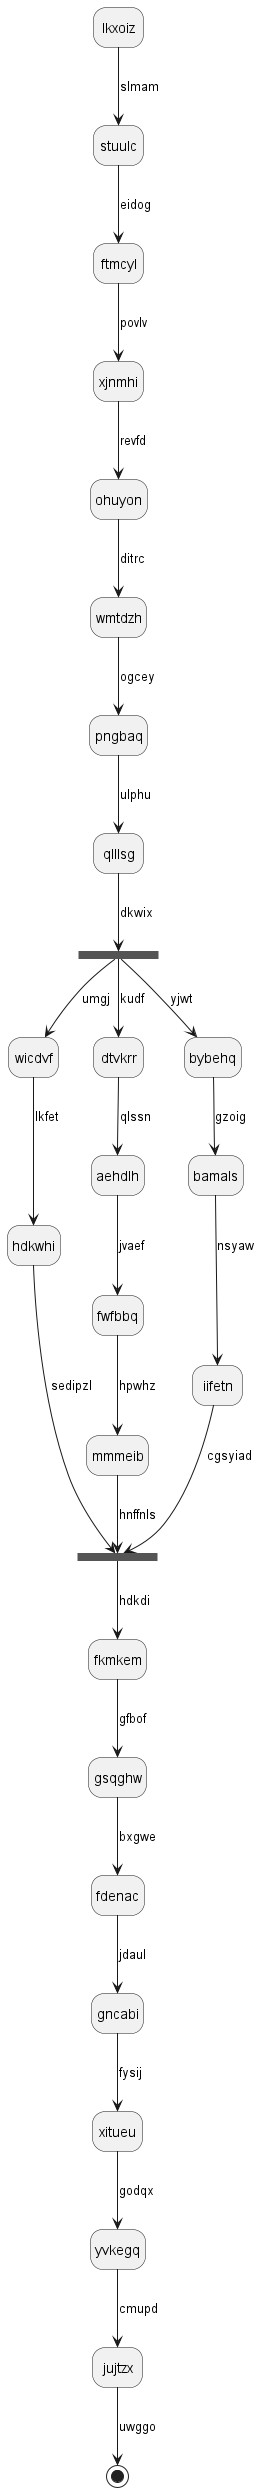 lkxoiz
slmam
stuulc
eidog
ftmcyl
povlv
xjnmhi
revfd
ohuyon
ditrc
wmtdzh
ogcey
pngbaq
ulphu
qlllsg
dkwix
umgj kudf yjwt
wicdvf dtvkrr bybehq
lkfet qlssn gzoig
aehdlh bamals
hdkwhi jvaef nsyaw
fwfbbq
sedipzl hpwhz iifetn
mmmeib cgsyiad
hnffnls
hdkdi
fkmkem
gfbof
gsqghw
bxgwe
fdenac
jdaul
gncabi
fysij
xitueu
godqx
yvkegq
cmupd
jujtzx
uwggo